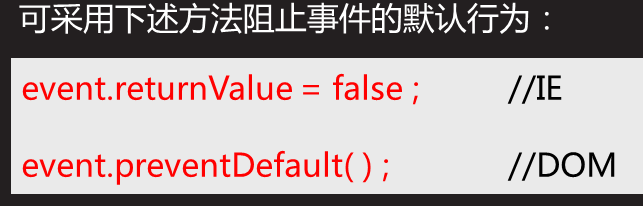 可采用下述方法阻止事件的默认行为：
event.returnValue = false ; //IE
event.preventDefault( ) ; //DOM